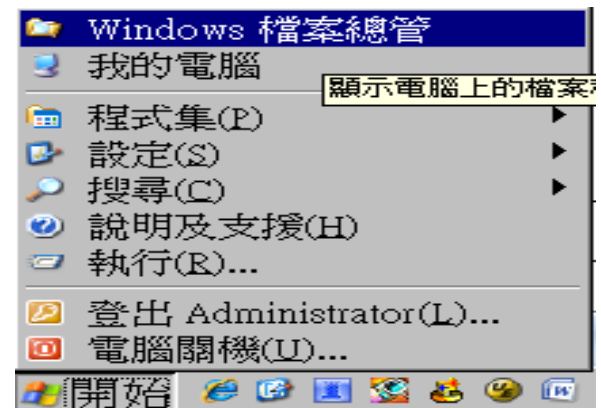 Windows 檔案總管
我的電腦
顯示電腦上的檔案
程式集(P)
設定(S)
搜尋(C)
說明及支援(H)
執行(R)...
登出 Administrator(L)...
電腦關機(U)...
開始